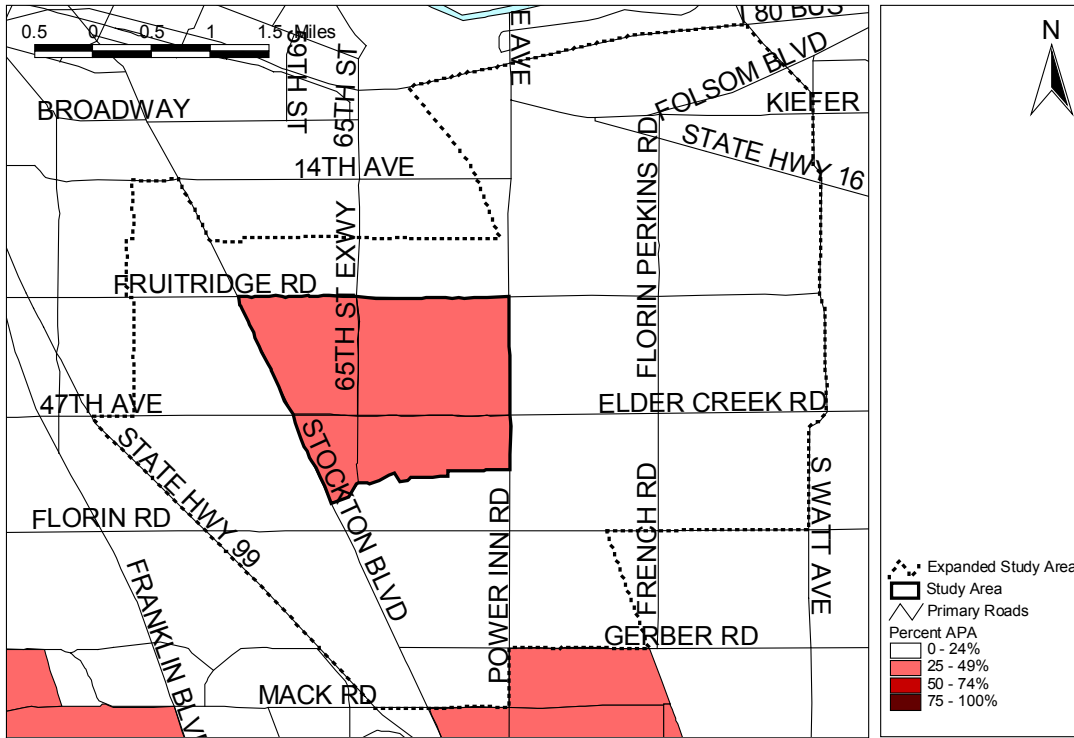 0.5 0 0.5 1 1.5 Miles
E AVE
80 BUS
59TH ST
65TH ST
FOLSOM BLVD
BROADWAY
KIEFER
STATE HWY 16
14TH AVE
FLORIN PERKINS RD
65TH ST EXWY
FRUITRIDGE RD
47TH AVE
ELDER CREEK RD
STATE HWY 99
STOCKTON BLVD
S WATT AVE
FLORIN RD
POWER INN RD
FRENCH RD
FRANKLIN BLVD
GERBER RD
MACK RD
N
Expanded Study Area
Study Area
Primary Roads
Percent APA
0 - 24%
25 - 49%
50 - 74%
75 - 100%